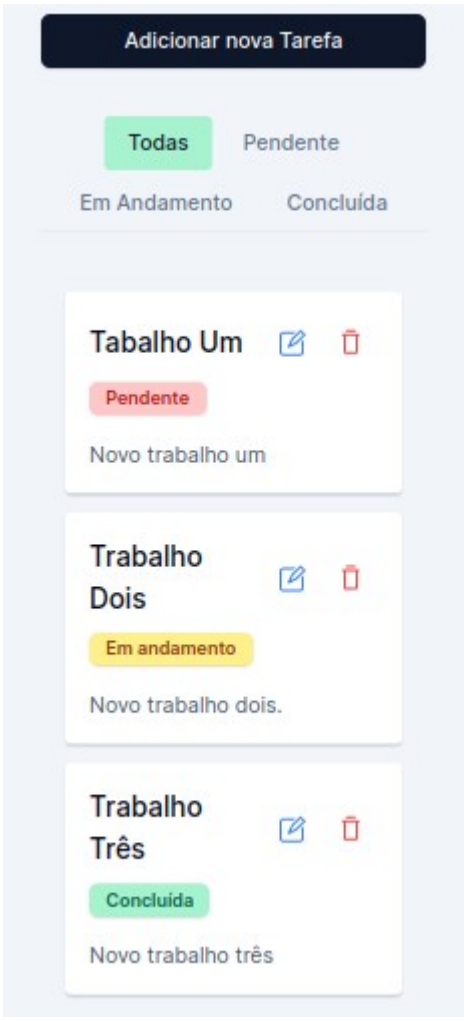 Adicionar nova Tarefa
Todas Pendente
Em Andamento Concluída
Tabalho Um
Pendente
Novo trabalho um
Trabalho
Dois
Em andamento
Novo trabalho dois.
Trabalho
Três
Concluída
Novo trabalho três